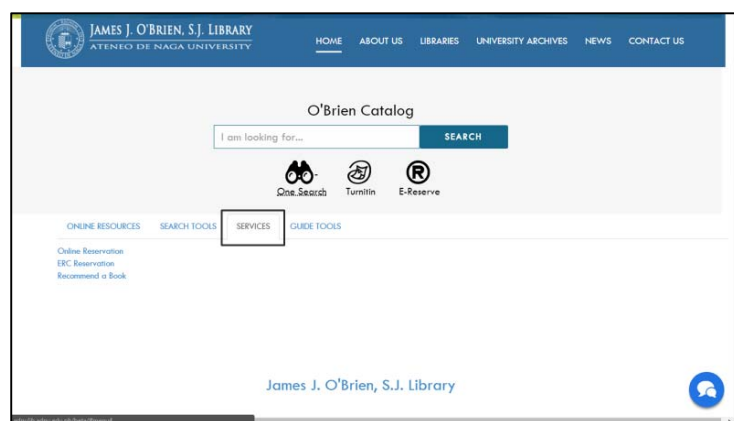 JAMES J. O'BRIEN, S.J. LIBRARY
ATENEO DE NAGA UNIVERSITY
HOME ABOUT US LIBRARIES UNIVERSITY ARCHIVES NEWS CONTACT US
O'Brien Catalog
I am looking for... SEARCH
One Search Turnitin E-Reserve
ONLINE RESOURCES SEARCH TOOLS SERVICES GUIDE TOOLS
Online Reservation
ERC Reservation
Recommend a Book
James J. O'Brien, S.J. Library